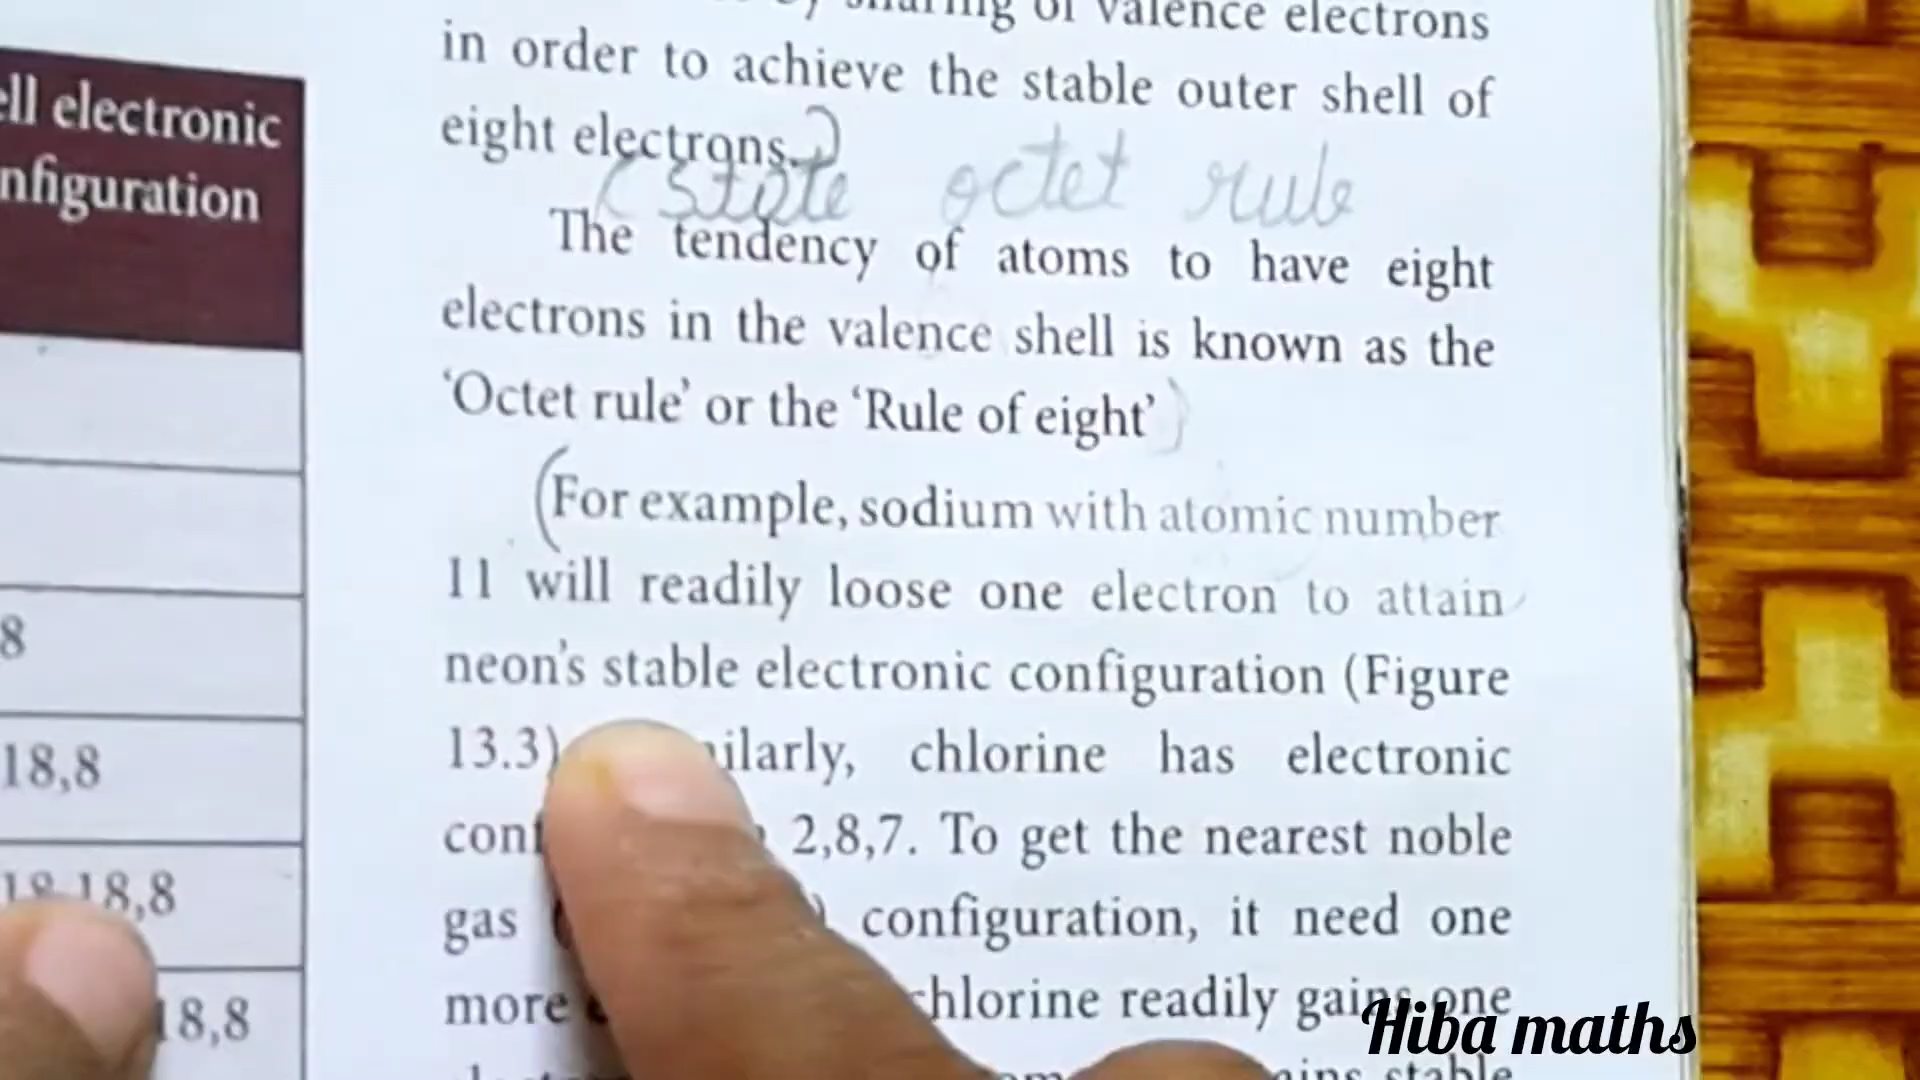 ell electronic
nfiguration
8
18,8
18,8
18,8
sharing of valence electrons
in order to achieve the stable outer shell of
eight electrons.)
(State octet rule
The tendency of atoms to have eight
electrons in the valence shell is known as the
‘Octet rule’ or the ‘Rule of eight’)
(For example, sodium with atomic number
11 will readily loose one electron to attain
neon's stable electronic configuration (Figure
13.3) ilarly, chlorine has electronic
conf 2,8,7. To get the nearest noble
gas configuration, it need one
more chlorine readily gains one
stable
Hiba maths